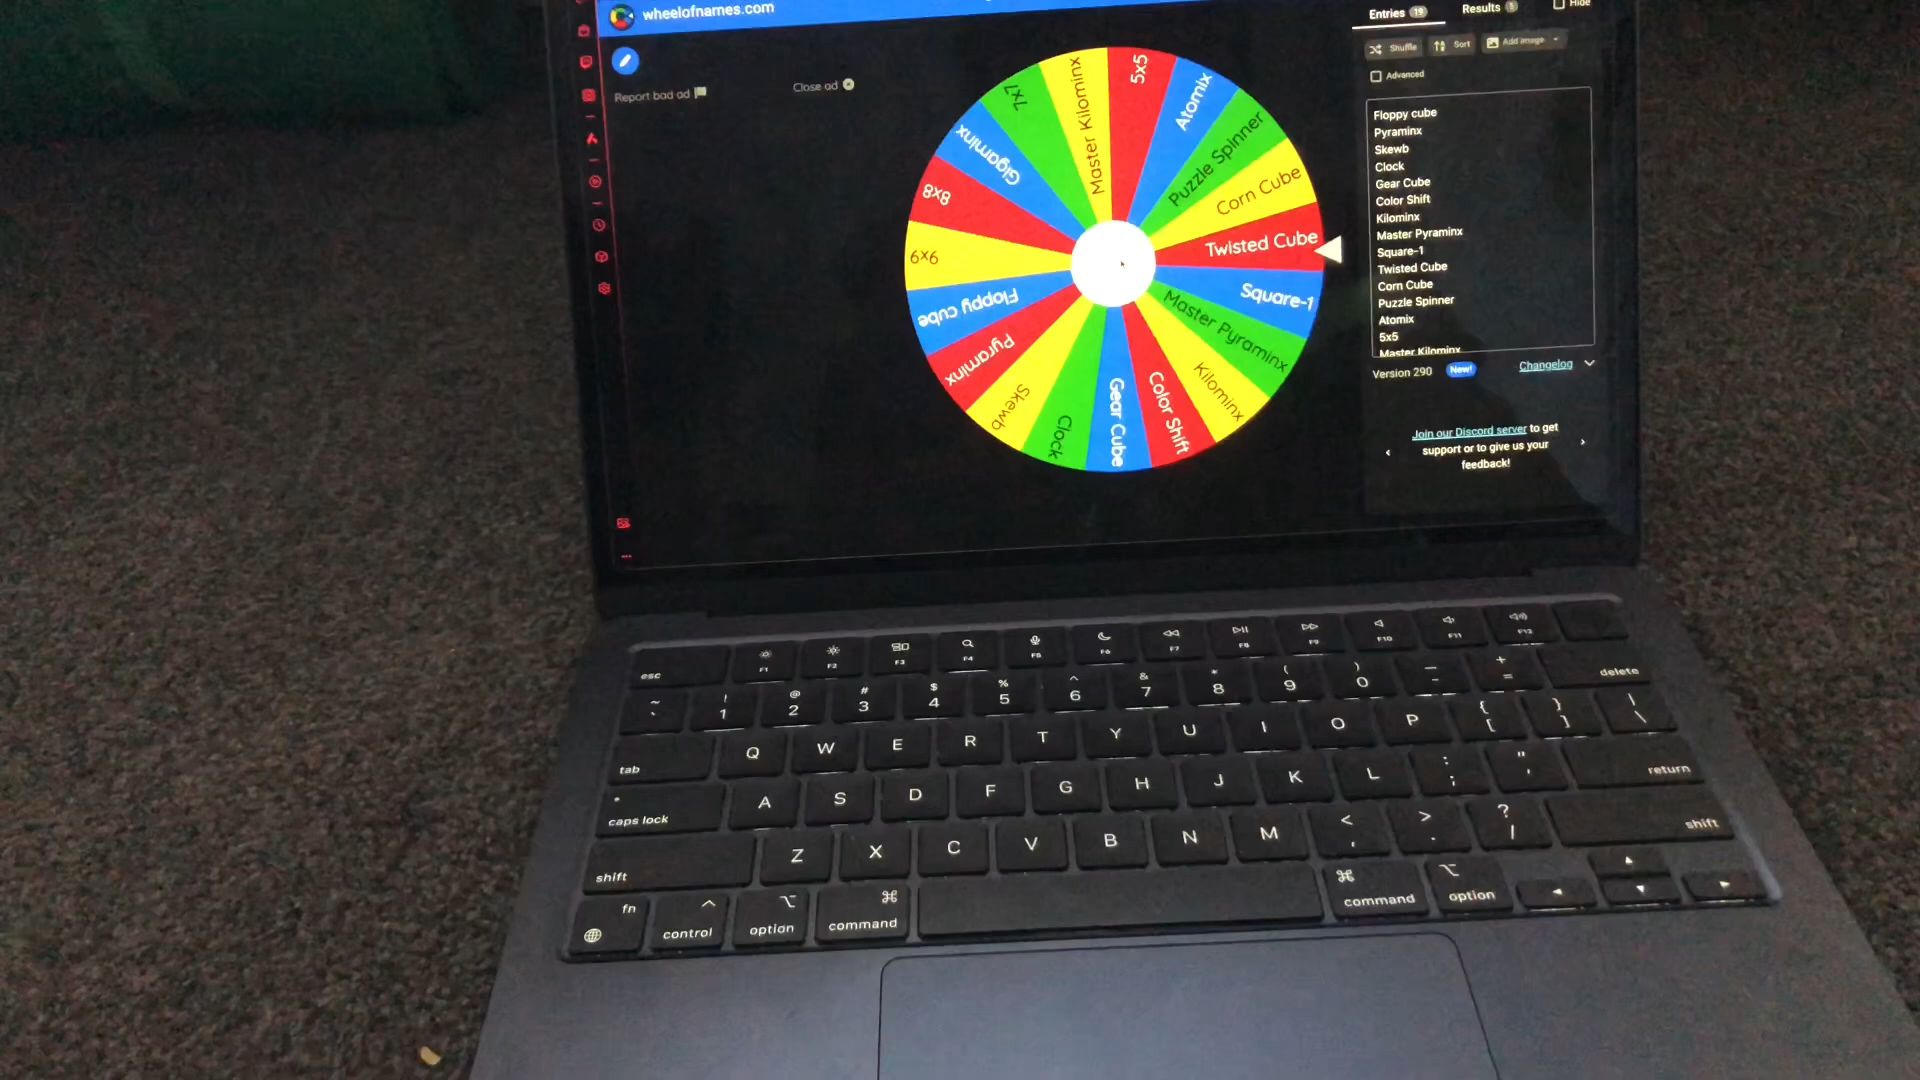 wheelofnames.com
Entries 19
Results
Hide
Report bad ad
Close ad
Shuffle
Sort
Add image
Advanced
Floppy cube
Pyraminx
Skewb
Clock
Gear Cube
Color Shift
Kilominx
Master Pyraminx
Square-1
Twisted Cube
Corn Cube
Puzzle Spinner
Atomix
5x5
Master Kilominx
Version 290
New!
Changelog
Join our Discord server to get
support or to give us your
feedback!
5x5
Atomix
Puzzle Spinner
Corn Cube
Twisted Cube
Square-1
Master Pyraminx
Kilominx
Color Shift
Gear Cube
Clock
Skewb
Pyraminx
Floppy cube
6x6
8x8
Gigaminx
7x7
Master Kilominx
esc F1 F2 F3 F4 F5 F6 F7 F8 F9 F10 F11 F12
~ ! @ # $ % ^ & * ( ) — +
` 1 2 3 4 5 6 7 8 9 0 - = delete
tab Q W E R T Y U I O P { [ } ] | \
caps lock A S D F G H J K L : ; " ' return
shift Z X C V B N M < , > . ? / shift
fn control option command command option